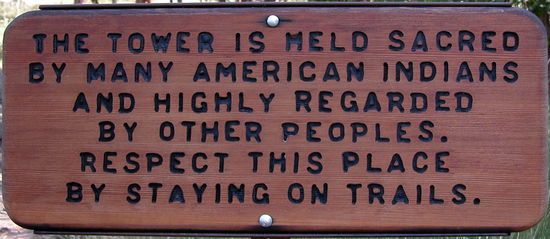 THE TOWER IS HELD SACRED
BY MANY AMERICAN INDIANS
AND HIGHLY REGARDED
BY OTHER PEOPLES.
RESPECT THIS PLACE
BY STAYING ON TRAILS.